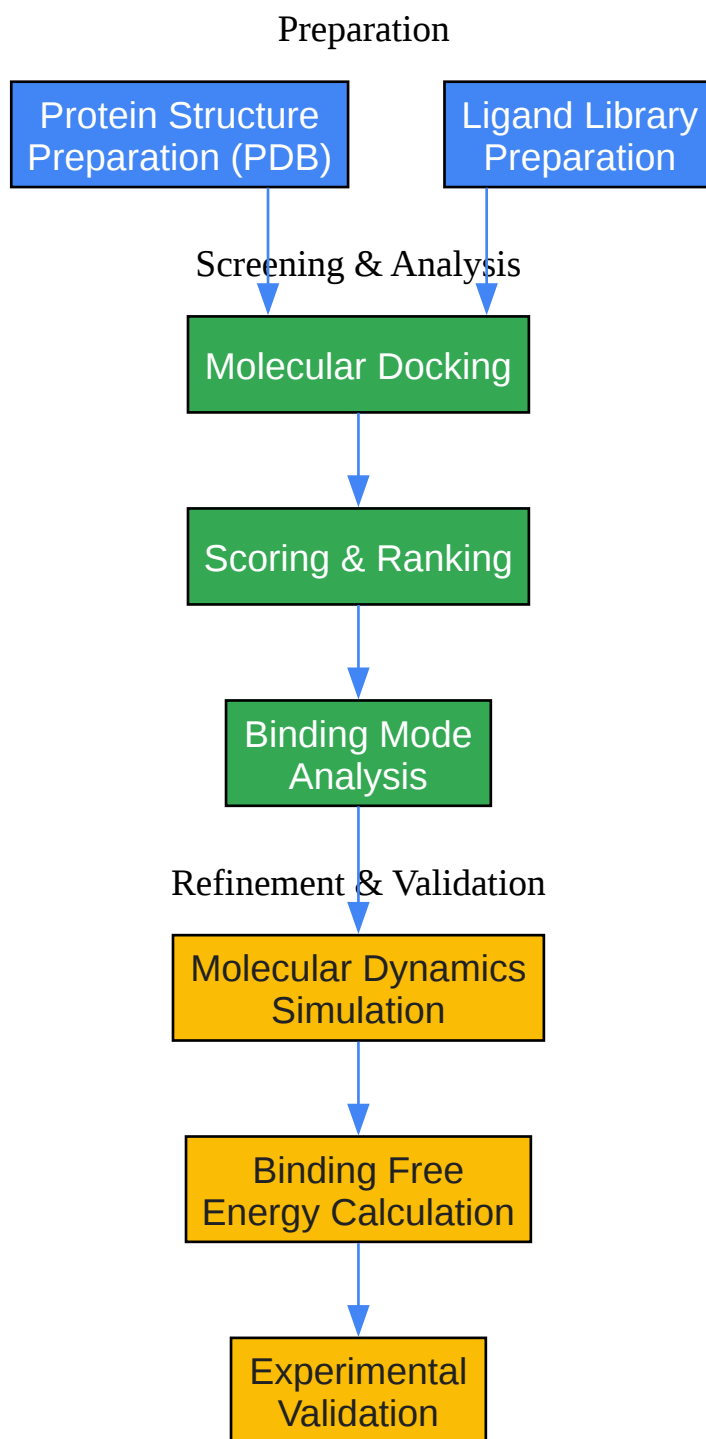 Preparation
Protein Structure
Preparation (PDB)
Ligand Library
Preparation
Screening & Analysis
Molecular Docking
Scoring & Ranking
Binding Mode
Analysis
Refinement & Validation
Molecular Dynamics
Simulation
Binding Free
Energy Calculation
Experimental
Validation